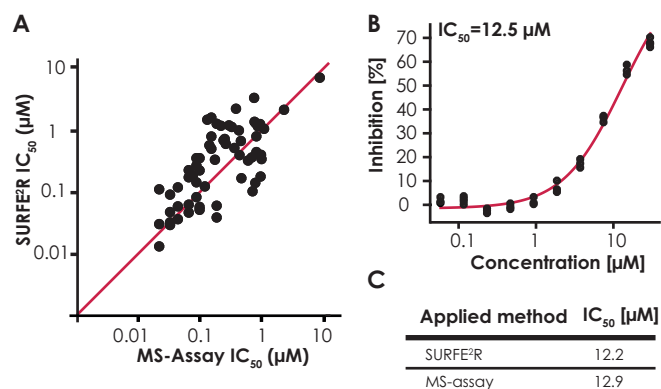 A
SURFE²R IC₅₀ (µM)
10
1
0.1
0.01
0.01
0.1
1
10
MS-Assay IC₅₀ (µM)
B
IC₅₀=12.5 µM
Inhibition [%]
70
60
50
40
30
20
10
0
0.1
1
10
Concentration [µM]
C
Applied method IC₅₀ [µM]
SURFE²R 12.2
MS-assay 12.9